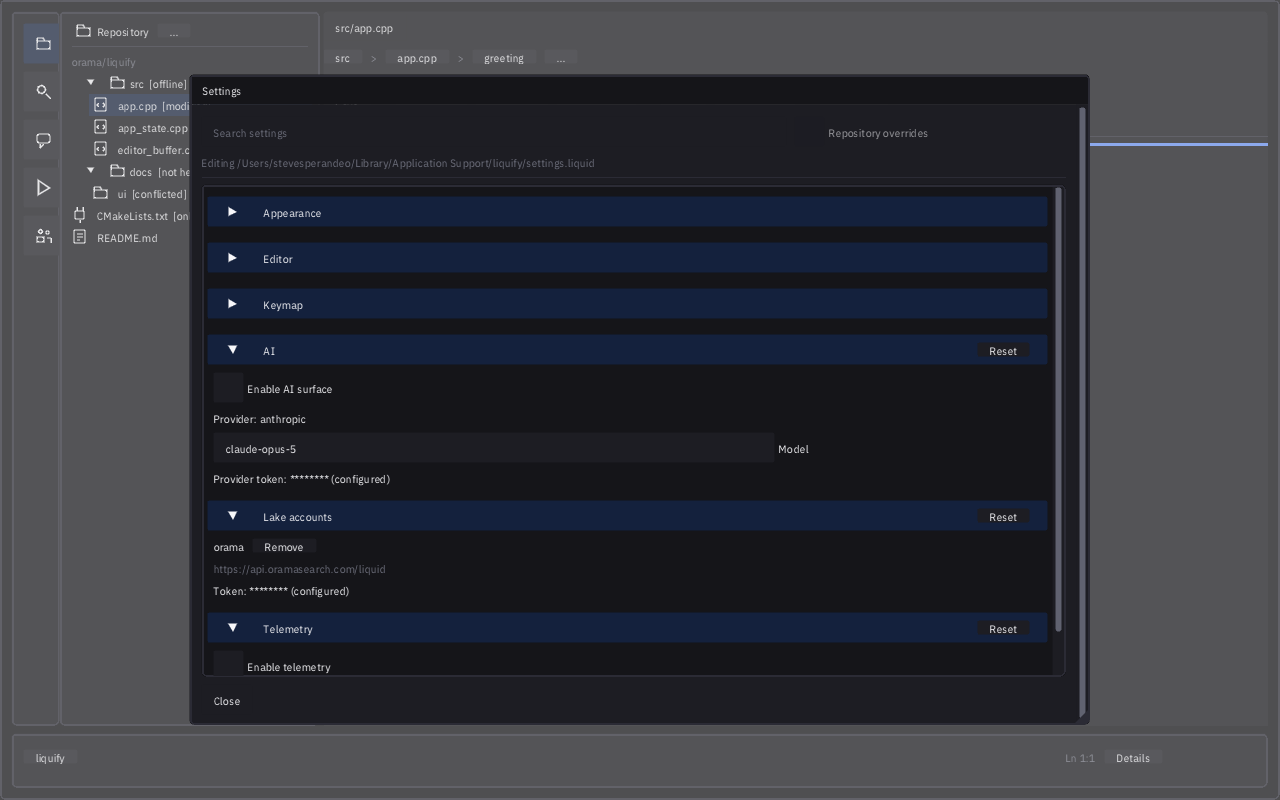 Repository ...
src/app.cpp
src > app.cpp > greeting ...
orama/liquify
src [offline]
app.cpp [modi
app_state.cpp
editor_buffer.c
docs [not he
ui [conflicted]
CMakeLists.txt [on
README.md
Settings
Search settings
Repository overrides
Editing /Users/stevesperandeo/Library/Application Support/liquify/settings.liquid
Appearance
Editor
Keymap
AI Reset
Enable AI surface
Provider: anthropic
claude-opus-5 Model
Provider token: ******** (configured)
Lake accounts Reset
orama Remove
https://api.oramasearch.com/liquid
Token: ******** (configured)
Telemetry Reset
Enable telemetry
Close
liquify
Ln 1:1 Details